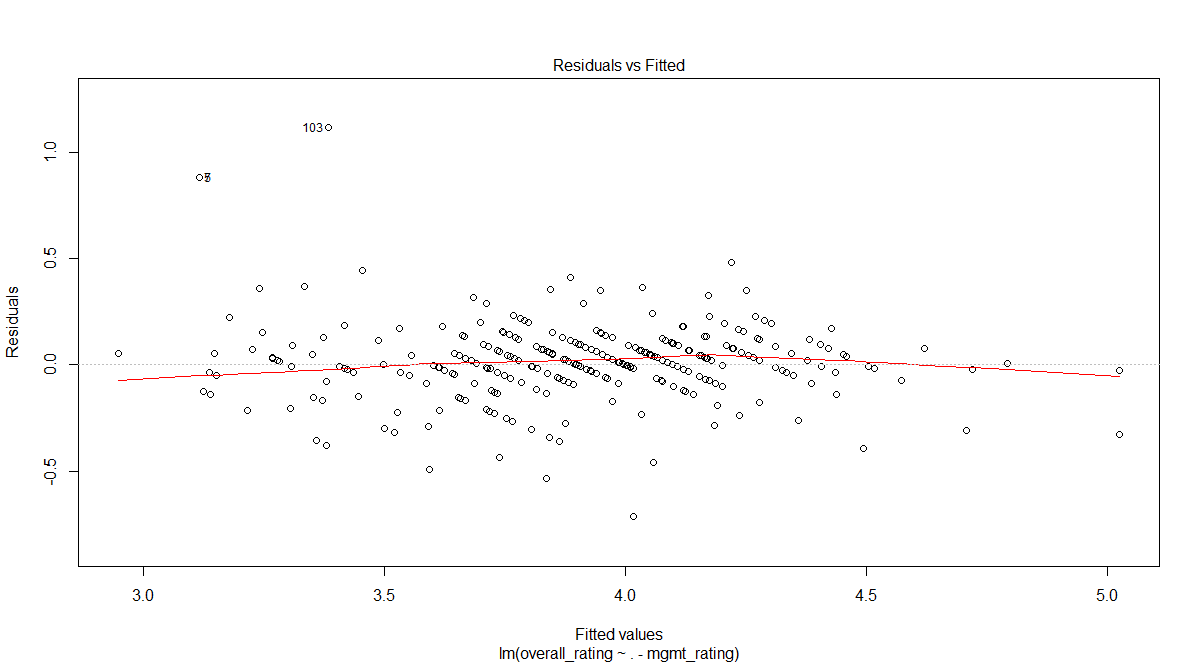 Residuals vs Fitted
Residuals
1.0
0.5
0.0
-0.5
103
3.0
3.5
4.0
4.5
5.0
Fitted values
lm(overall_rating ~ . - mgmt_rating)